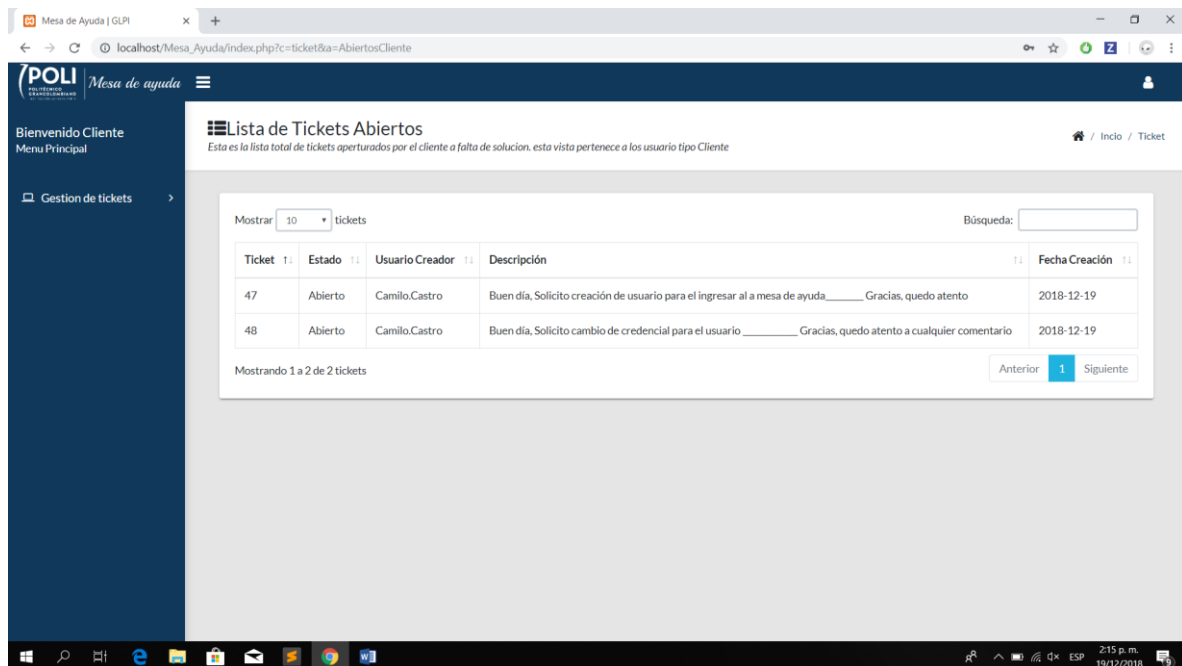 Mesa de Ayuda | GLPI
localhost/Mesa_Ayuda/index.php?c=ticket&a=AbiertosCliente
POLI
POLITÉCNICO
GRANCOLOMBIANO
Mesa de ayuda
Bienvenido Cliente
Menu Principal
Gestion de tickets
Lista de Tickets Abiertos
Esta es la lista total de tickets aperturados por el cliente a falta de solucion. esta vista pertenece a los usuario tipo Cliente
/ Incio / Ticket
Mostrar 10 tickets
Búsqueda:
Ticket Estado Usuario Creador Descripción Fecha Creación
47 Abierto Camilo.Castro Buen día, Solicito creación de usuario para el ingresar al a mesa de ayuda_______ Gracias, quedo atento 2018-12-19
48 Abierto Camilo.Castro Buen día, Solicito cambio de credencial para el usuario __________ Gracias, quedo atento a cualquier comentario 2018-12-19
Mostrando 1 a 2 de 2 tickets
Anterior 1 Siguiente
ESP
2:15 p. m.
19/12/2018